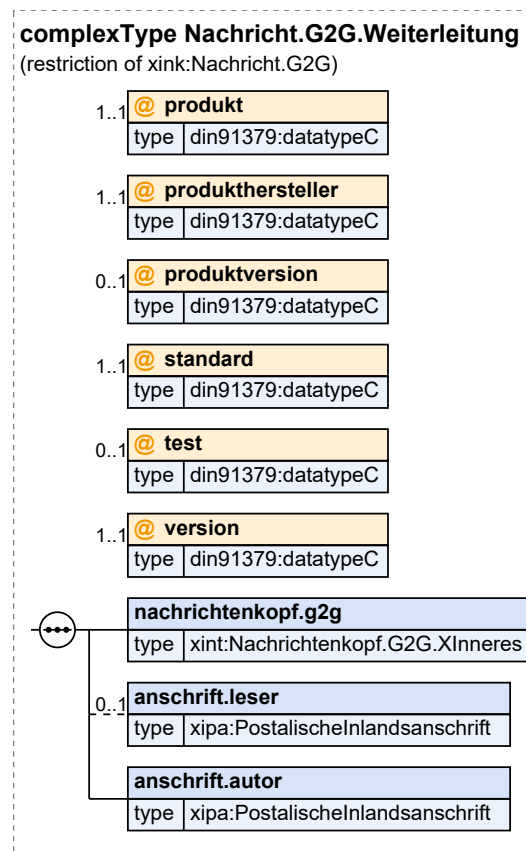 complexType Nachricht.G2G.Weiterleitung
(restriction of xink:Nachricht.G2G)
1..1 @ produkt
type din91379:datatypeC
1..1 @ produkthersteller
type din91379:datatypeC
0..1 @ produktversion
type din91379:datatypeC
1..1 @ standard
type din91379:datatypeC
0..1 @ test
type din91379:datatypeC
1..1 @ version
type din91379:datatypeC
nachrichtenkopf.g2g
type xint:Nachrichtenkopf.G2G.XInneres
0..1 anschrift.leser
type xipa:PostalischeInlandsanschrift
anschrift.autor
type xipa:PostalischeInlandsanschrift